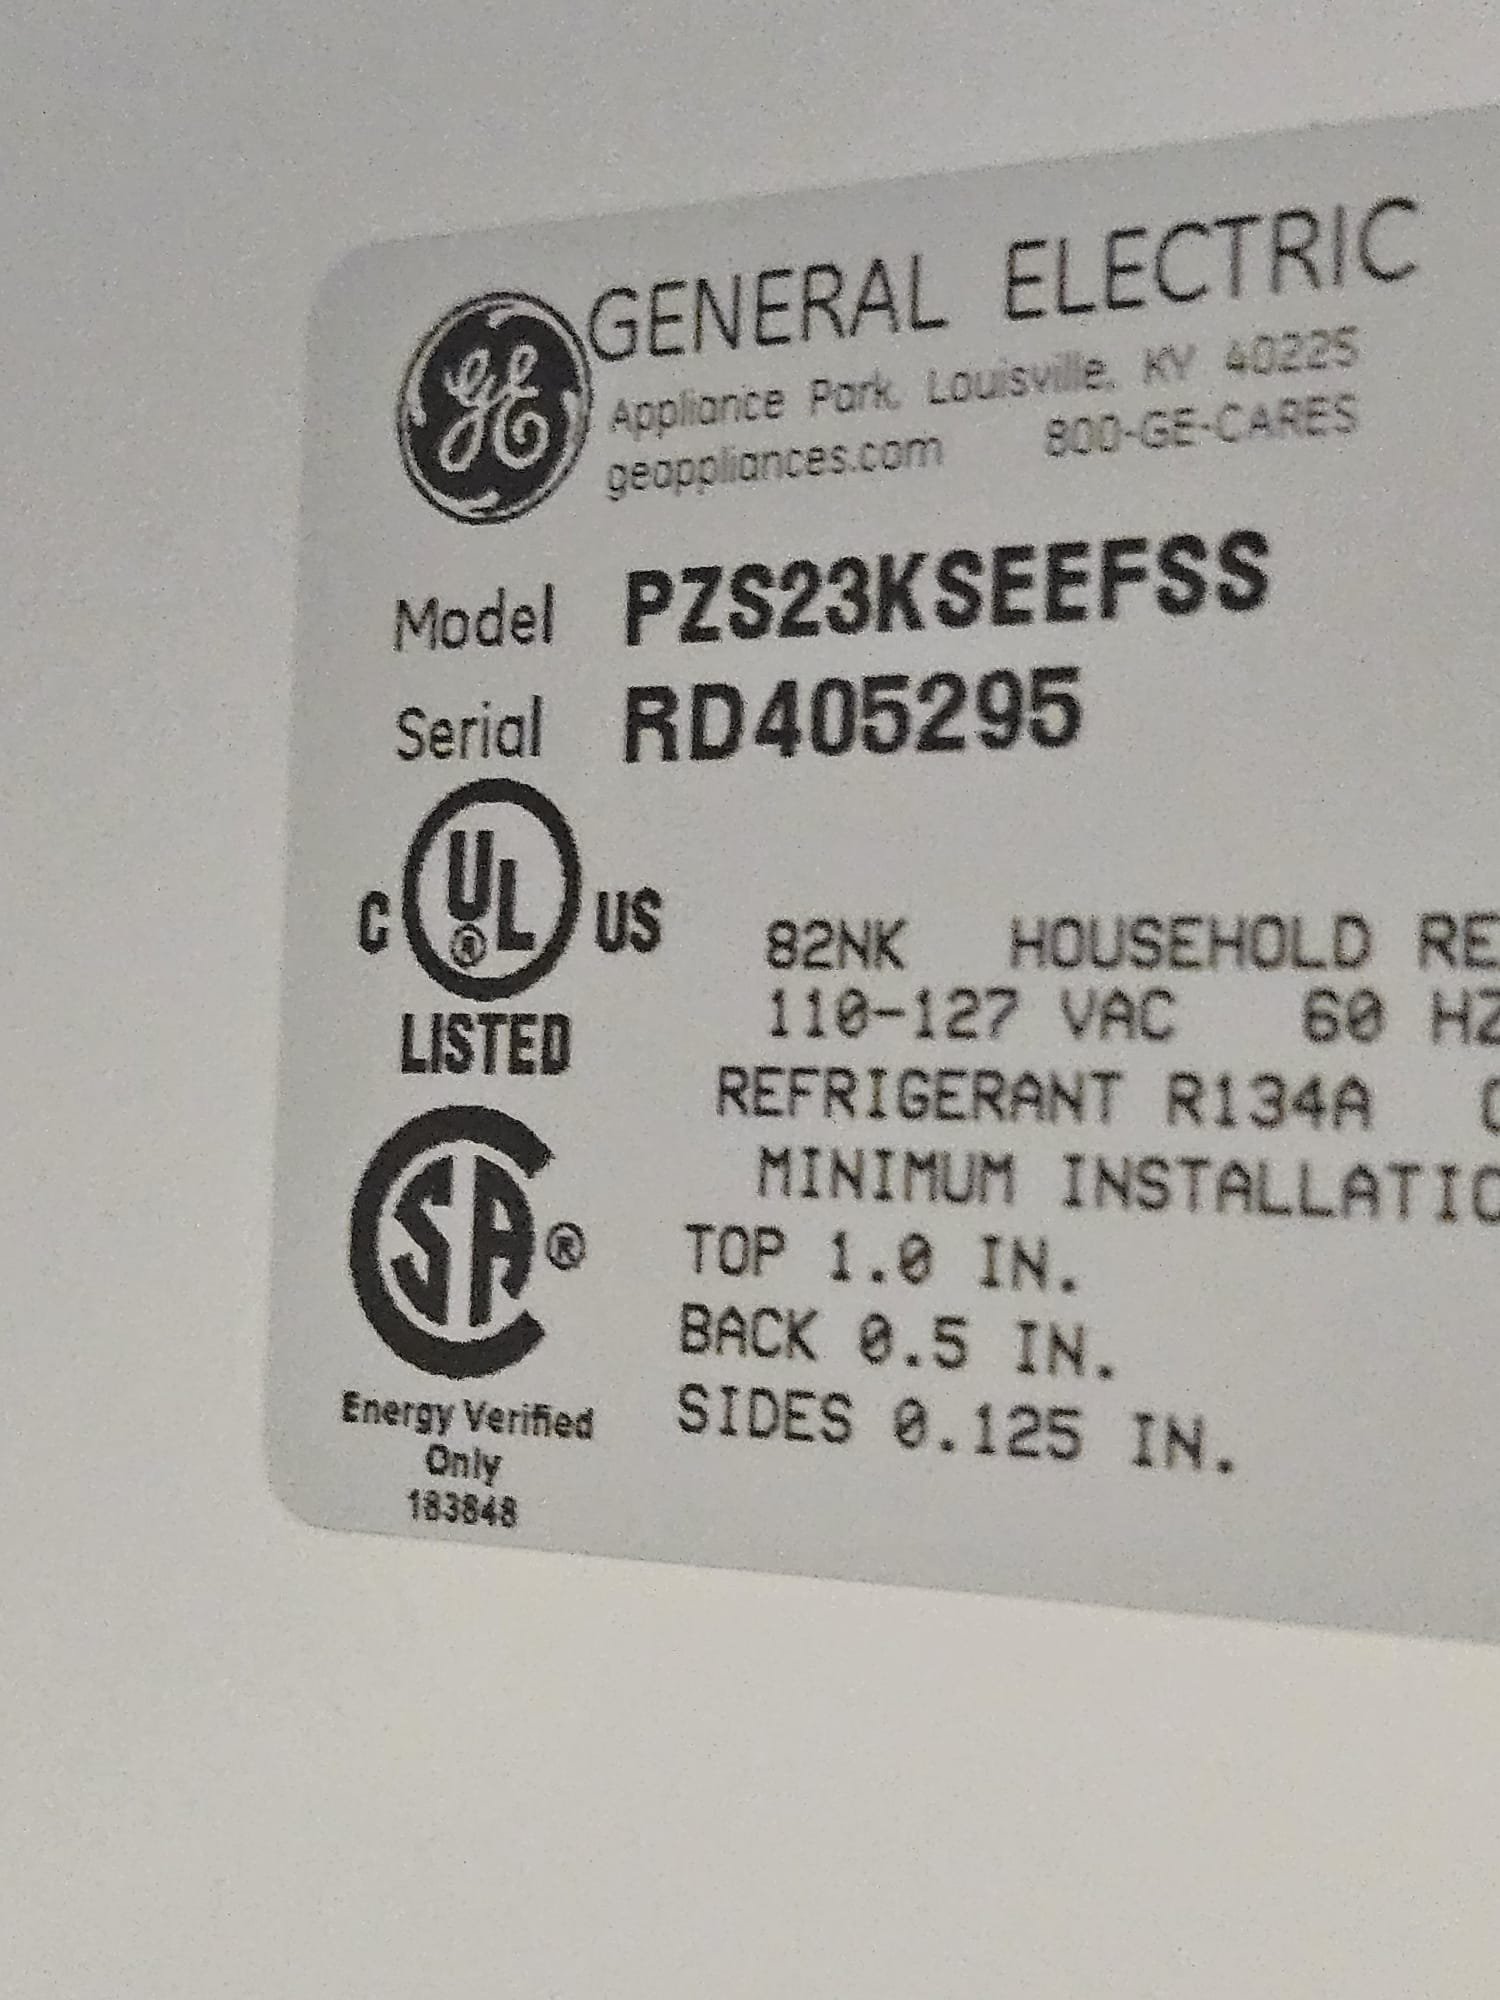 GE GENERAL ELECTRIC
Appliance Park, Louisville, KY 40225
geappliances.com 800-GE-CARES
Model PZS23KSEEFSS
Serial RD405295
C UL® US
LISTED
82NK HOUSEHOLD RE
110-127 VAC 60 HZ
REFRIGERANT R134A C
MINIMUM INSTALLATIO
TOP 1.0 IN.
BACK 0.5 IN.
SIDES 0.125 IN.
CSA®
Energy Verified
Only
183848